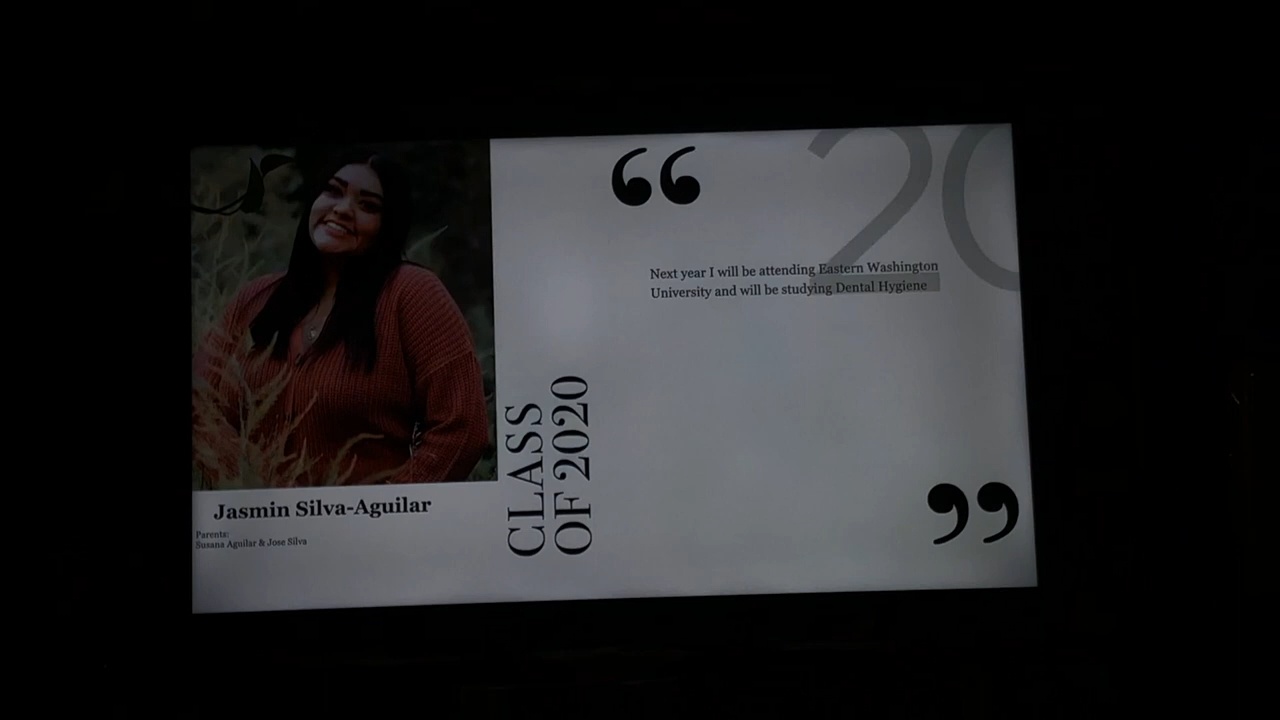 “
20
Next year I will be attending Eastern Washington
University and will be studying Dental Hygiene
CLASS
OF 2020
”
Jasmin Silva-Aguilar
Parents:
Susana Aguilar & Jose Silva